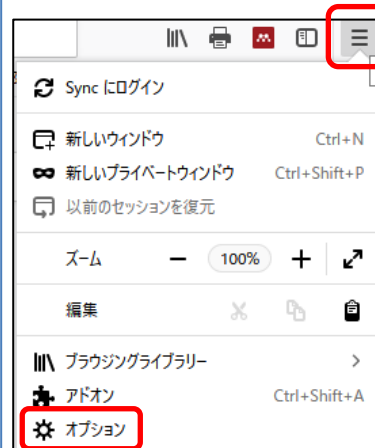 Sync にログイン
新しいウィンドウ Ctrl+N
新しいプライベートウィンドウ Ctrl+Shift+P
以前のセッションを復元
ズーム − 100% +
編集
ブラウジングライブラリー >
アドオン Ctrl+Shift+A
オプション